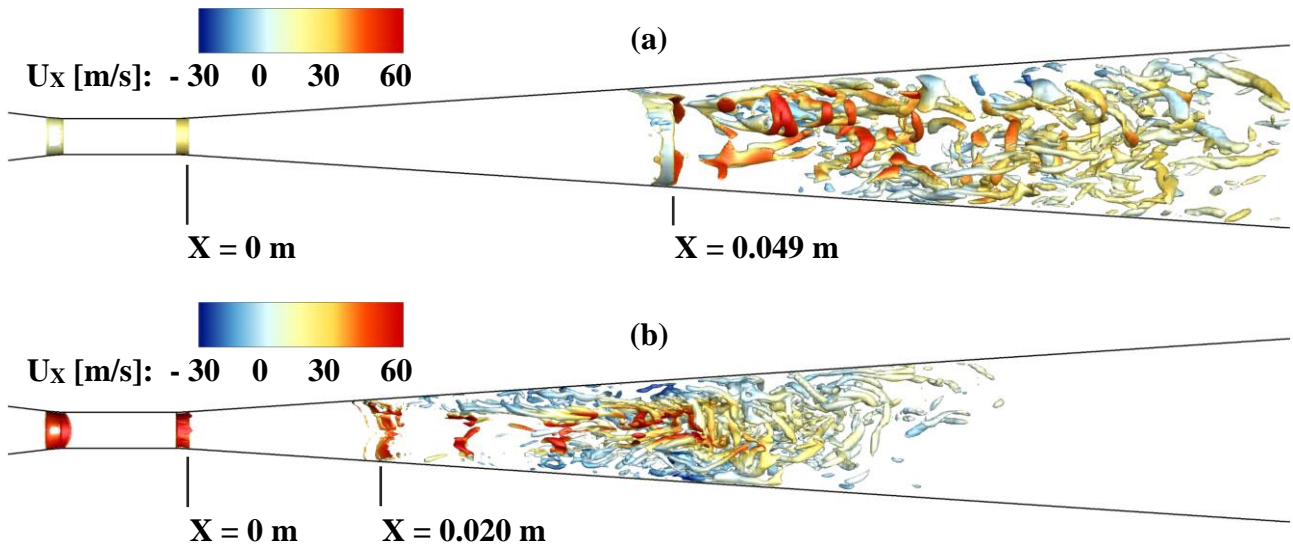 (a)
UX [m/s]: - 30 0 30 60
X = 0 m
X = 0.049 m
(b)
UX [m/s]: - 30 0 30 60
X = 0 m
X = 0.020 m